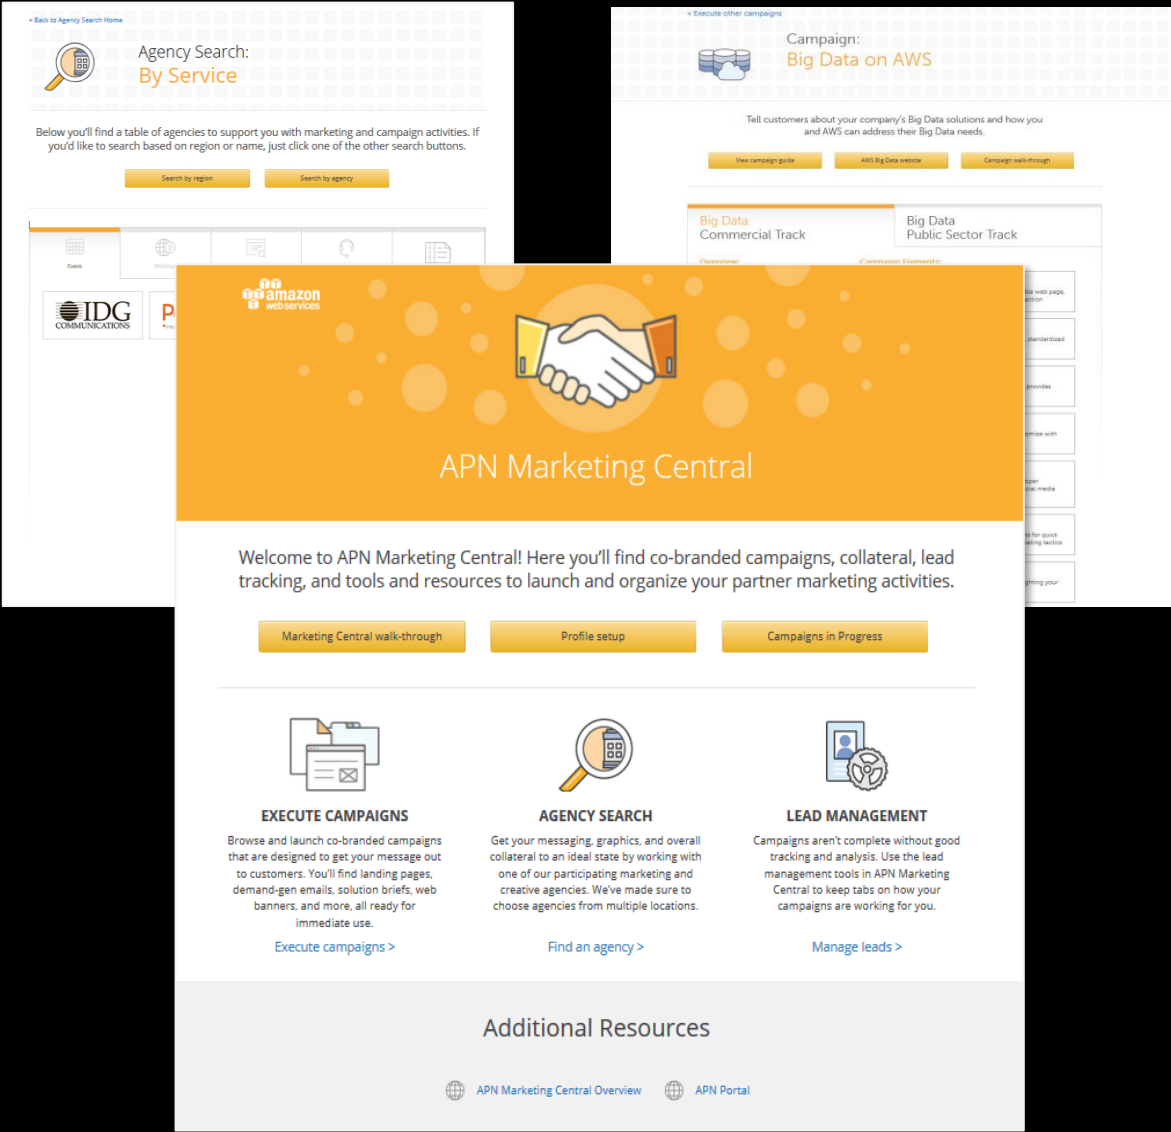 < Back to Agency Search Home
Agency Search:
By Service
Below you'll find a table of agencies to support you with marketing and campaign activities. If
you'd like to search based on region or name, just click one of the other search buttons.
Search by region
Search by agency
Event
IDG
COMMUNICATIONS
< Execute other campaigns
Campaign:
Big Data on AWS
Tell customers about your company's Big Data solutions and how you
and AWS can address their Big Data needs.
View campaign guide
AWS Big Data website
Campaign walk-through
Big Data
Commercial Track
Big Data
Public Sector Track
Overview:
Campaign Elements:
web page,
standardized
provides
with
media
for quick
tactics
your
amazon
webservices
APN Marketing Central
Welcome to APN Marketing Central! Here you'll find co-branded campaigns, collateral, lead
tracking, and tools and resources to launch and organize your partner marketing activities.
Marketing Central walk-through
Profile setup
Campaigns in Progress
EXECUTE CAMPAIGNS
Browse and launch co-branded campaigns
that are designed to get your message out
to customers. You'll find landing pages,
demand-gen emails, solution briefs, web
banners, and more, all ready for
immediate use.
Execute campaigns >
AGENCY SEARCH
Get your messaging, graphics, and overall
collateral to an ideal state by working with
one of our participating marketing and
creative agencies. We've made sure to
choose agencies from multiple locations.
Find an agency >
LEAD MANAGEMENT
Campaigns aren't complete without good
tracking and analysis. Use the lead
management tools in APN Marketing
Central to keep tabs on how your
campaigns are working for you.
Manage leads >
Additional Resources
APN Marketing Central Overview
APN Portal